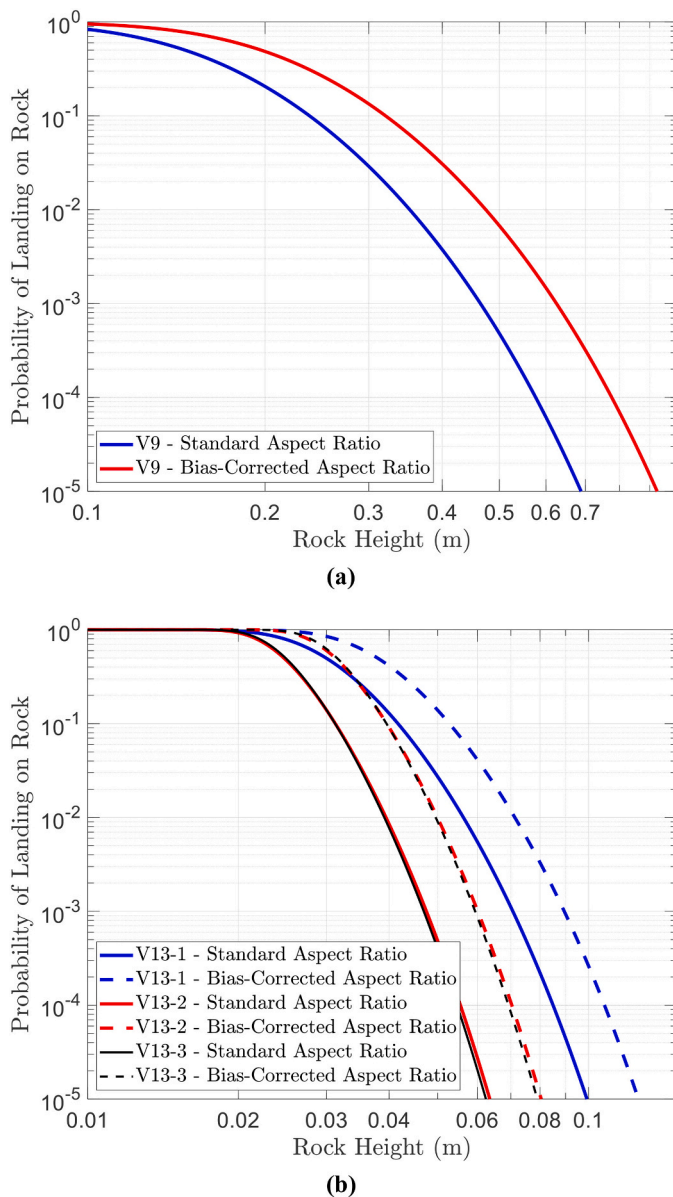 10^0
10^-1
10^-2
10^-3
10^-4
10^-5
Probability of Landing on Rock
V9 - Standard Aspect Ratio
V9 - Bias-Corrected Aspect Ratio
0.1 0.2 0.3 0.4 0.5 0.6 0.7
Rock Height (m)
(a)
10^0
10^-1
10^-2
10^-3
10^-4
10^-5
Probability of Landing on Rock
V13-1 - Standard Aspect Ratio
V13-1 - Bias-Corrected Aspect Ratio
V13-2 - Standard Aspect Ratio
V13-2 - Bias-Corrected Aspect Ratio
V13-3 - Standard Aspect Ratio
V13-3 - Bias-Corrected Aspect Ratio
0.01 0.02 0.03 0.04 0.06 0.08 0.1
Rock Height (m)
(b)